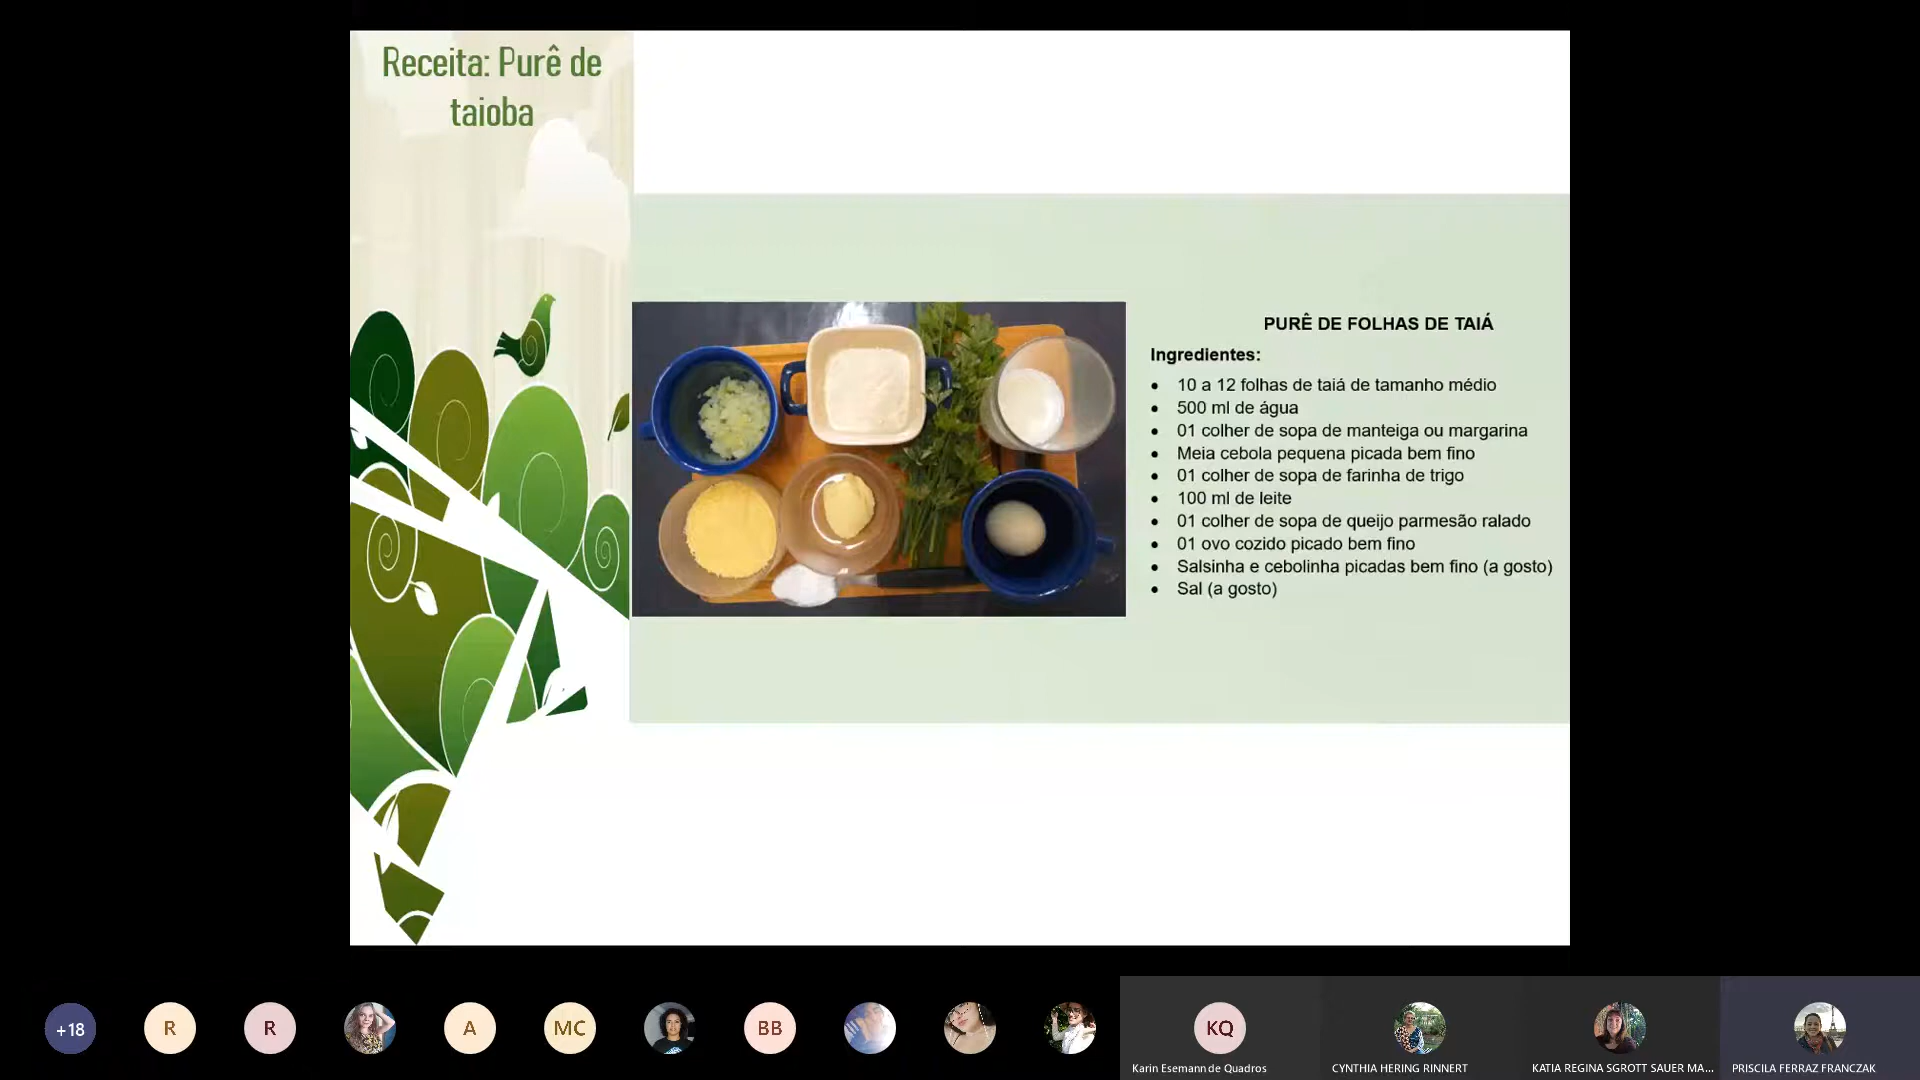 Receita: Purê de
taioba
PURÊ DE FOLHAS DE TAIÁ
Ingredientes:
• 10 a 12 folhas de taiá de tamanho médio
• 500 ml de água
• 01 colher de sopa de manteiga ou margarina
• Meia cebola pequena picada bem fino
• 01 colher de sopa de farinha de trigo
• 100 ml de leite
• 01 colher de sopa de queijo parmesão ralado
• 01 ovo cozido picado bem fino
• Salsinha e cebolinha picadas bem fino (a gosto)
• Sal (a gosto)
+18
R
R
A
MC
BB
KQ
Karin Esemann de Quadros
CYNTHIA HERING RINNERT
KATIA REGINA SGROTT SAUER MA...
PRISCILA FERRAZ FRANCZAK